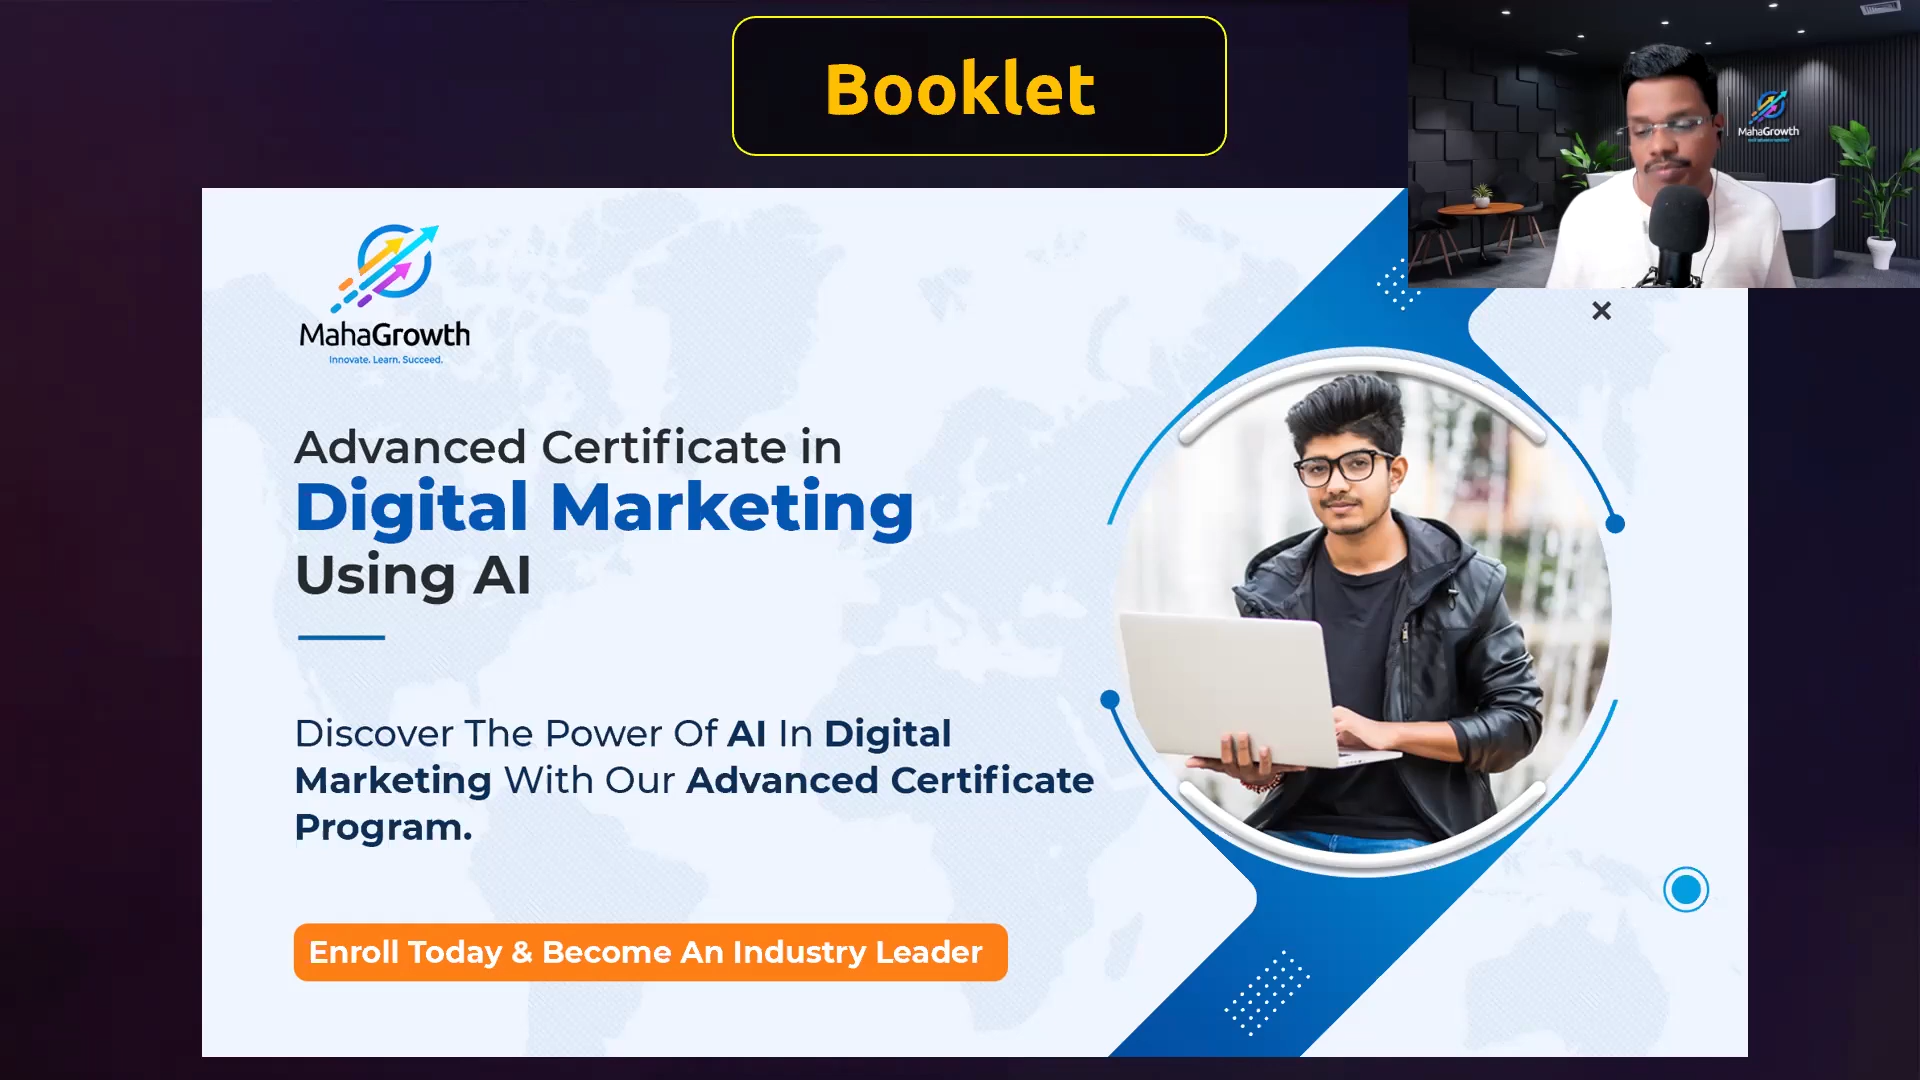 Booklet
MahaGrowth
MahaGrowth
Innovate. Learn. Succeed.
Advanced Certificate in
Digital Marketing
Using AI
Discover The Power Of AI In Digital
Marketing With Our Advanced Certificate
Program.
Enroll Today & Become An Industry Leader